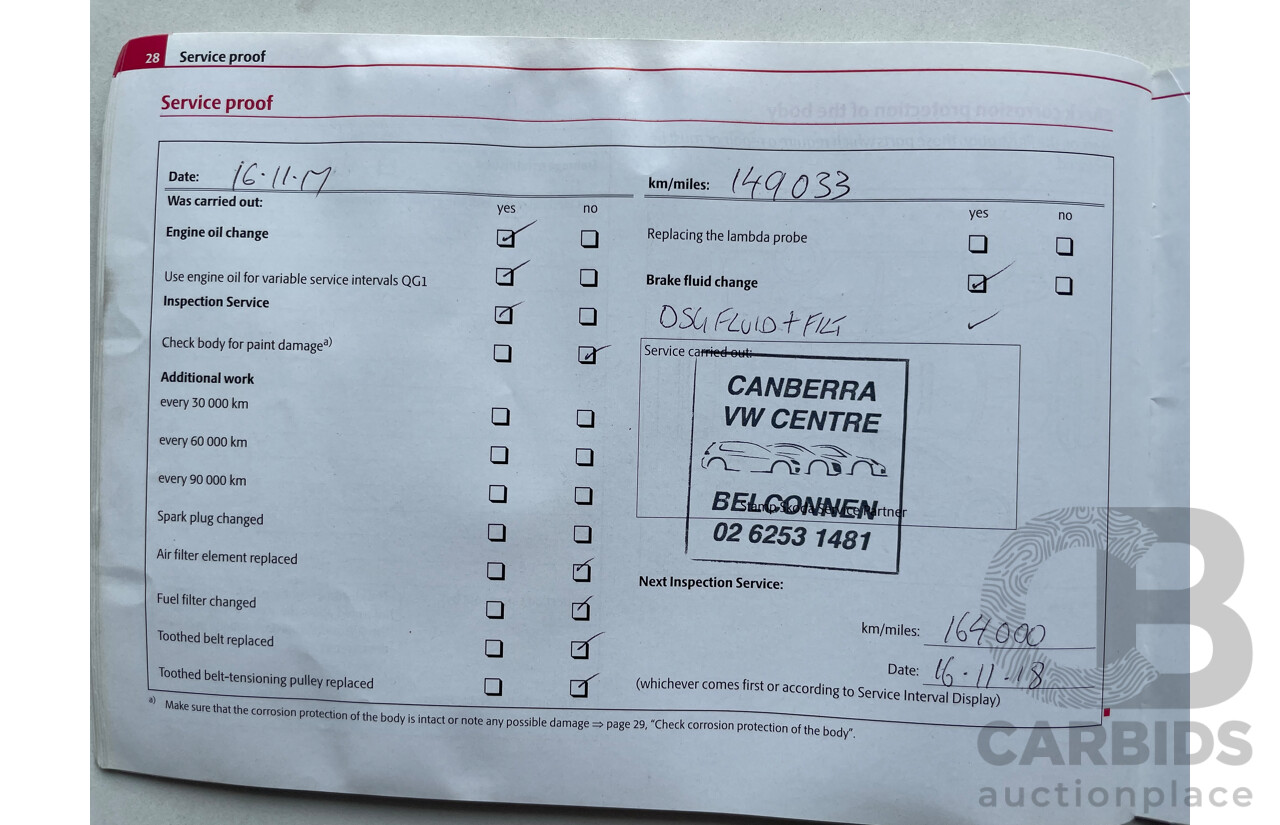 28 Service proof
Service proof
Date: 16.11.17
km/miles: 149033
Was carried out:
yes no
yes no
Engine oil change
Replacing the lambda probe
Use engine oil for variable service intervals QG1
Brake fluid change
Inspection Service
DSG FLUID + FILT
Check body for paint damage a)
Service carried out:
Additional work
every 30 000 km
every 60 000 km
every 90 000 km
Spark plug changed
Air filter element replaced
Fuel filter changed
Toothed belt replaced
Toothed belt-tensioning pulley replaced
CANBERRA
VW CENTRE
BELCONNEN
Stamp Škoda Service Partner
02 6253 1481
Next Inspection Service:
km/miles: 164000
Date: 16.11.18
(whichever comes first or according to Service Interval Display)
a) Make sure that the corrosion protection of the body is intact or note any possible damage ⇒ page 29, "Check corrosion protection of the body".
CB
CARBIDS
auctionplace